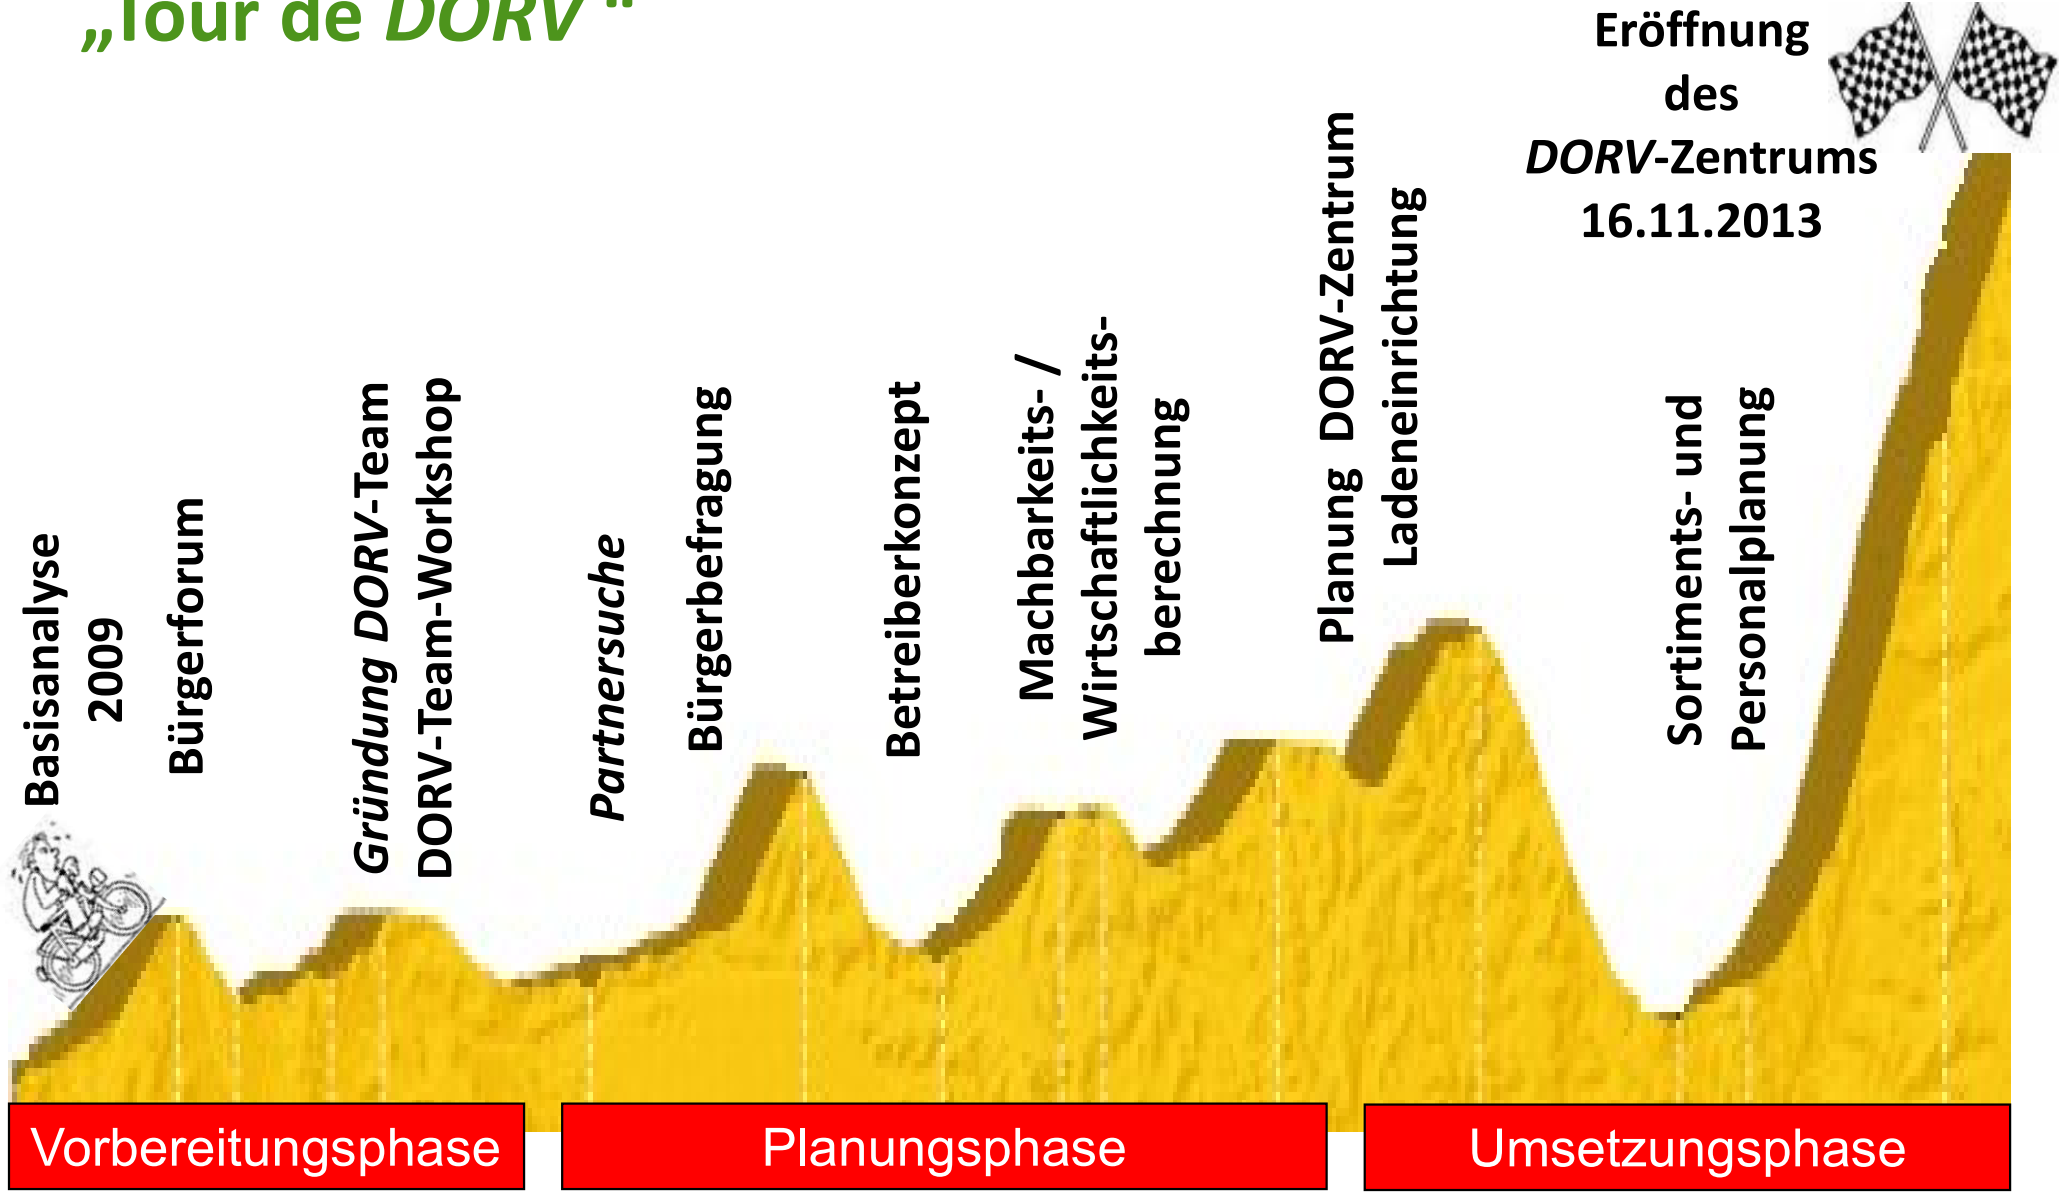 „Tour de DORV “
Eröffnung
des
DORV-Zentrums
16.11.2013
Basisanalyse
2009
Bürgerforum
Gründung DORV-Team
DORV-Team-Workshop
Partnersuche
Bürgerbefragung
Betreiberkonzept
Machbarkeits- /
Wirtschaftlichkeits-
berechnung
Planung DORV-Zentrum
Ladeneinrichtung
Sortiments- und
Personalplanung
Vorbereitungsphase
Planungsphase
Umsetzungsphase